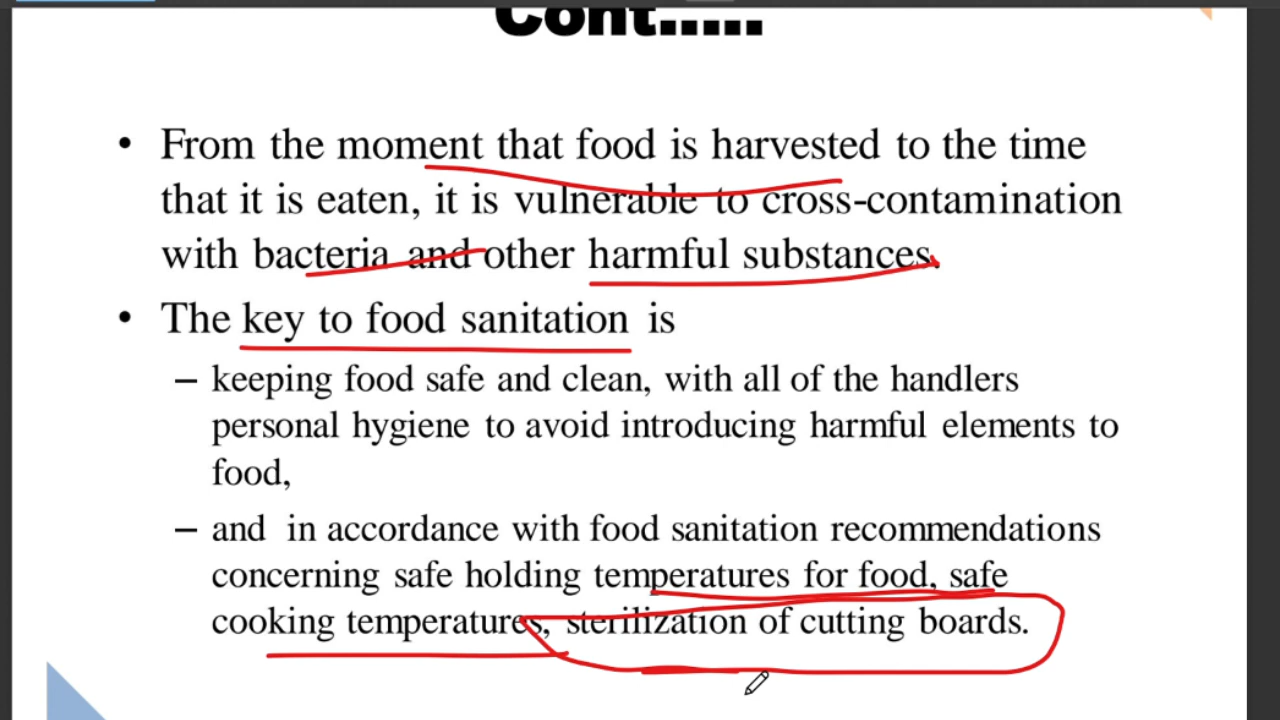 Cont.....
• From the moment that food is harvested to the time
that it is eaten, it is vulnerable to cross-contamination
with bacteria and other harmful substances.
• The key to food sanitation is
– keeping food safe and clean, with all of the handlers
personal hygiene to avoid introducing harmful elements to
food,
– and in accordance with food sanitation recommendations
concerning safe holding temperatures for food, safe
cooking temperatures, sterilization of cutting boards.